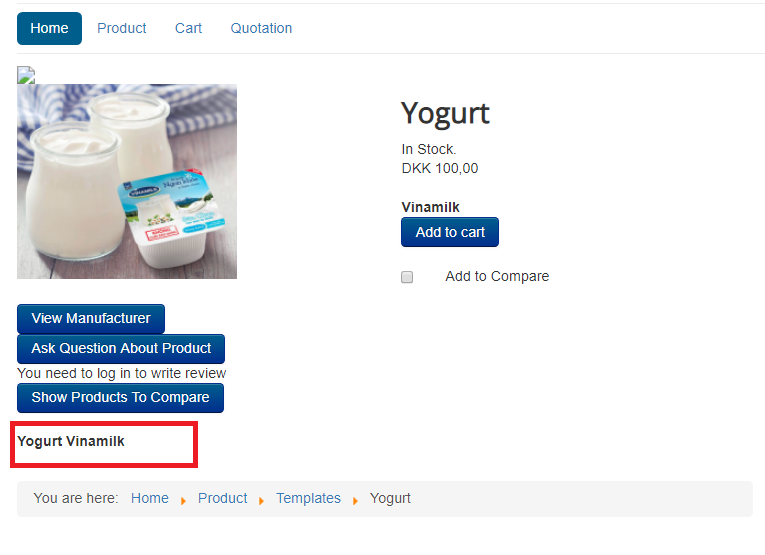 Home Product Cart Quotation
Yogurt
In Stock.
DKK 100,00
Vinamilk
Add to cart
Add to Compare
VINAMILK
View Manufacturer
Ask Question About Product
You need to log in to write review
Show Products To Compare
Yogurt Vinamilk
You are here: Home Product Templates Yogurt